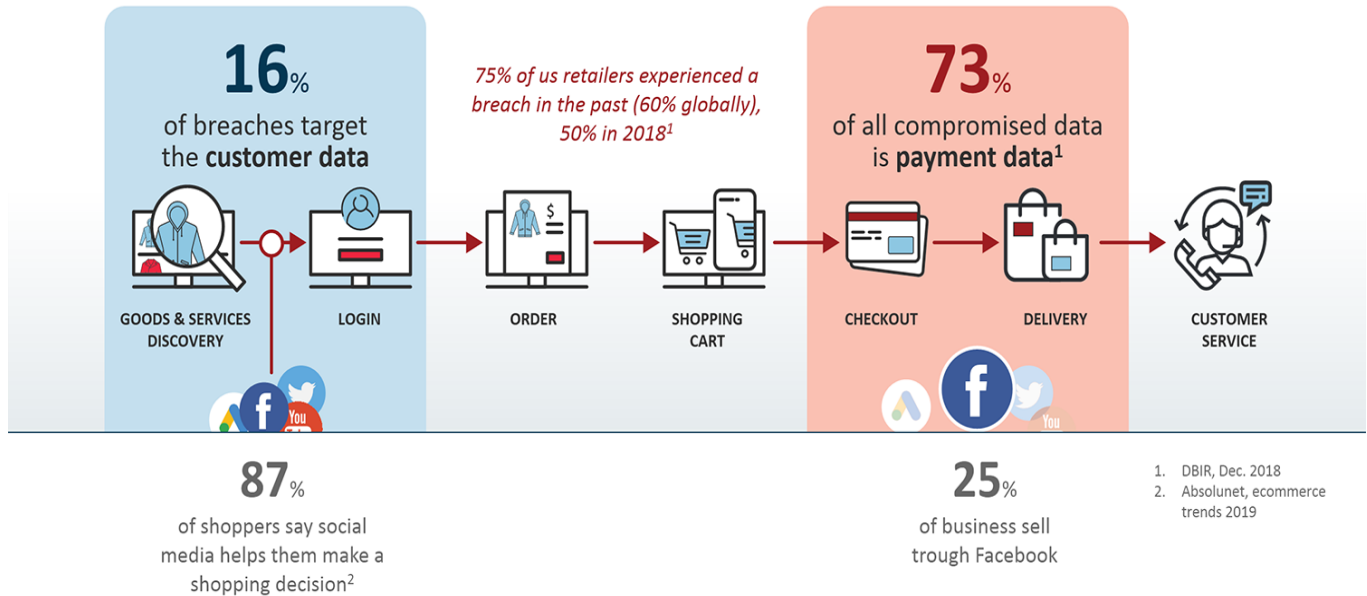 16%
of breaches target
the customer data
75% of us retailers experienced a
breach in the past (60% globally),
50% in 2018¹
73%
of all compromised data
is payment data¹
$
GOODS & SERVICES
DISCOVERY
LOGIN
ORDER
SHOPPING
CART
CHECKOUT
DELIVERY
CUSTOMER
SERVICE
f
You
f
You
87%
of shoppers say social
media helps them make a
shopping decision²
25%
of business sell
trough Facebook
1. DBIR, Dec. 2018
2. Absolunet, ecommerce
trends 2019